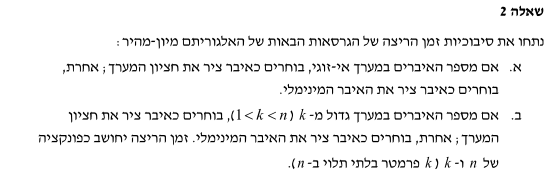 שאלה 2
נתחו את סיבוכיות זמן הריצה של הגרסאות הבאות של האלגוריתם מיון-מהיר:
א. אם מספר האיברים במערך אי-זוגי, בוחרים כאיבר ציר את חציון המערך; אחרת,
בוחרים כאיבר ציר את האיבר המינימלי.
ב. אם מספר האיברים במערך גדול מ- k (1<k<n), בוחרים כאיבר ציר את חציון
המערך; אחרת, בוחרים כאיבר ציר את האיבר המינימלי. זמן הריצה יחושב כפונקציה
של n ו- k (k פרמטר בלתי תלוי ב-n).